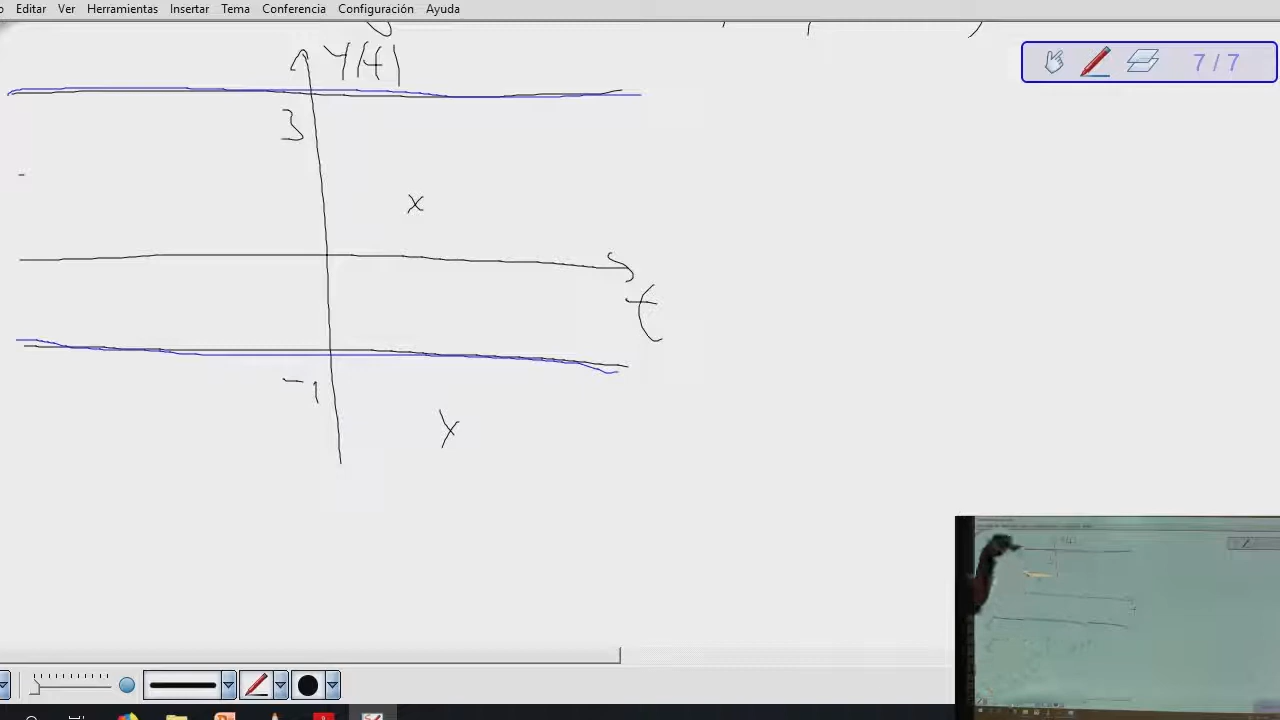 Editar Ver Herramientas Insertar Tema Conferencia Configuración Ayuda
7 / 7
y(t)
3
x
t
-1
y